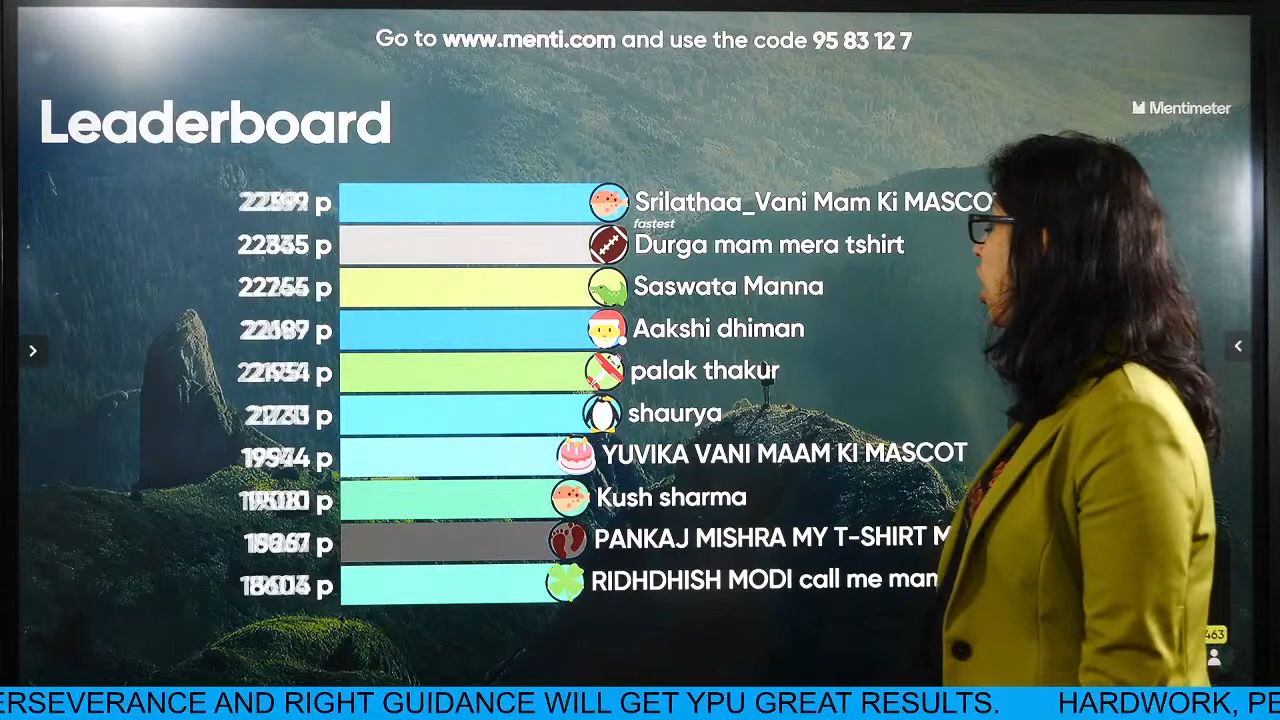 Go to www.menti.com and use the code 95 83 12 7
Leaderboard
Mentimeter
p Srilathaa_Vani Mam Ki MASCO
fastest
p Durga mam mera tshirt
p Saswata Manna
p Aakshi dhiman
p palak thakur
p shaurya
p YUVIKA VANI MAAM KI MASCOT
p Kush sharma
p PANKAJ MISHRA MY T-SHIRT M
p RIDHDHISH MODI call me man
463
ERSEVERANCE AND RIGHT GUIDANCE WILL GET YPU GREAT RESULTS. HARDWORK, PE